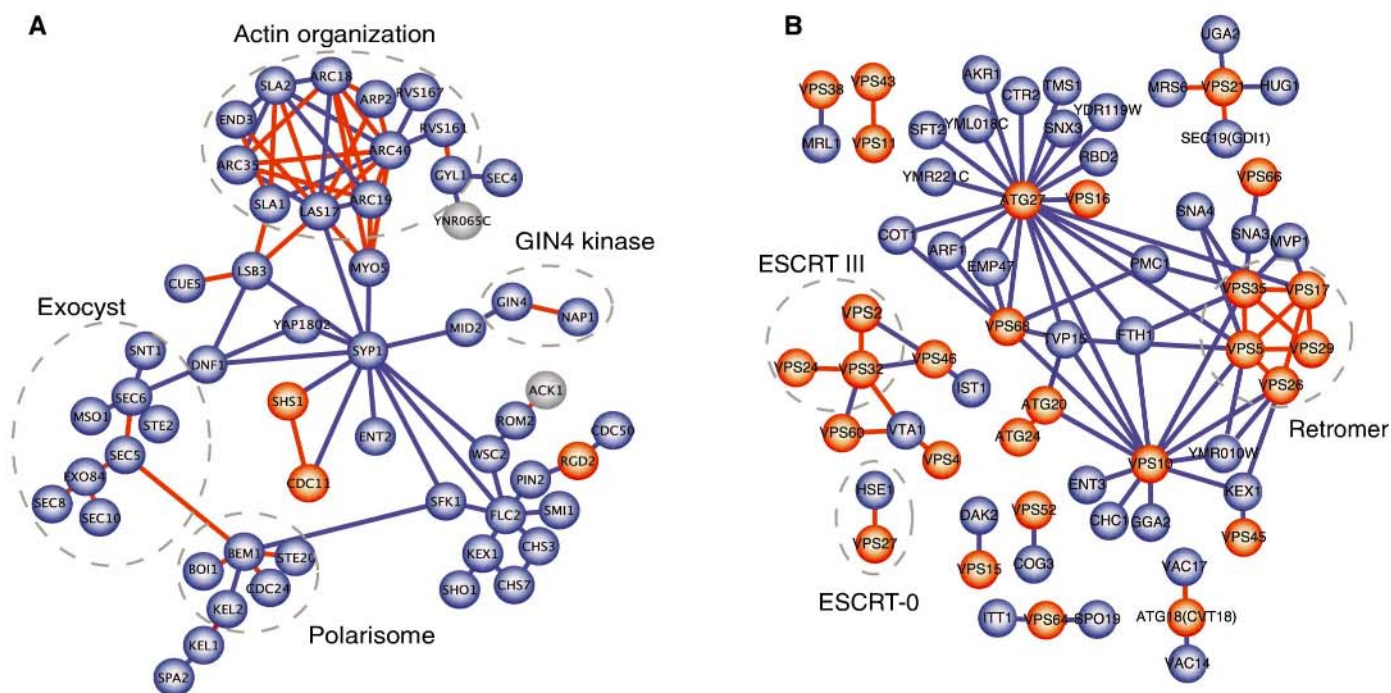 A
Actin organization
SLA2
ARC18
ARP2
RVS167
END3
RVS161
ARC40
ARC35
GYL1
SEC4
SLA1
LAS17
ARC19
YNR065C
GIN4 kinase
CUE5
LSB3
MYO5
GIN4
NAP1
Exocyst
YAP1802
MID2
SNT1
DNF1
SYP1
SEC6
MSO1
STE2
SHS1
ACK1
ROM2
CDC50
SEC5
ENT2
WSC2
RGD2
EXO84
CDC11
PIN2
SEC8
SEC10
SFK1
FLC2
SMI1
BEM1
STE20
BOI1
CDC24
KEX1
CHS3
KEL2
SHO1
CHS7
Polarisome
KEL1
SPA2
B
UGA2
VPS38
VPS43
AKR1
CTR2
TMS1
MRS6
VPS21
HUG1
YDR119W
SFT2
YML018C
SNX3
SEC19(GDI1)
MRL1
VPS11
RBD2
YMR221C
VPS66
ATG27
VPS16
SNA4
SNA3
COT1
ARF1
MVP1
EMP47
PMC1
ESCRT III
VPS35
VPS17
VPS2
VPS68
TVP15
FTH1
VPS5
VPS29
VPS24
VPS32
VPS46
IST1
VPS26
ATG20
Retromer
VPS60
VTA1
ATG24
VPS4
VPS10
YMR010W
HSE1
ENT3
KEX1
DAK2
VPS52
CHC1
GGA2
VPS27
VPS45
VPS15
COG3
VAC17
ESCRT-0
ITT1
VPS64
SPO19
ATG18(CVT18)
VAC14